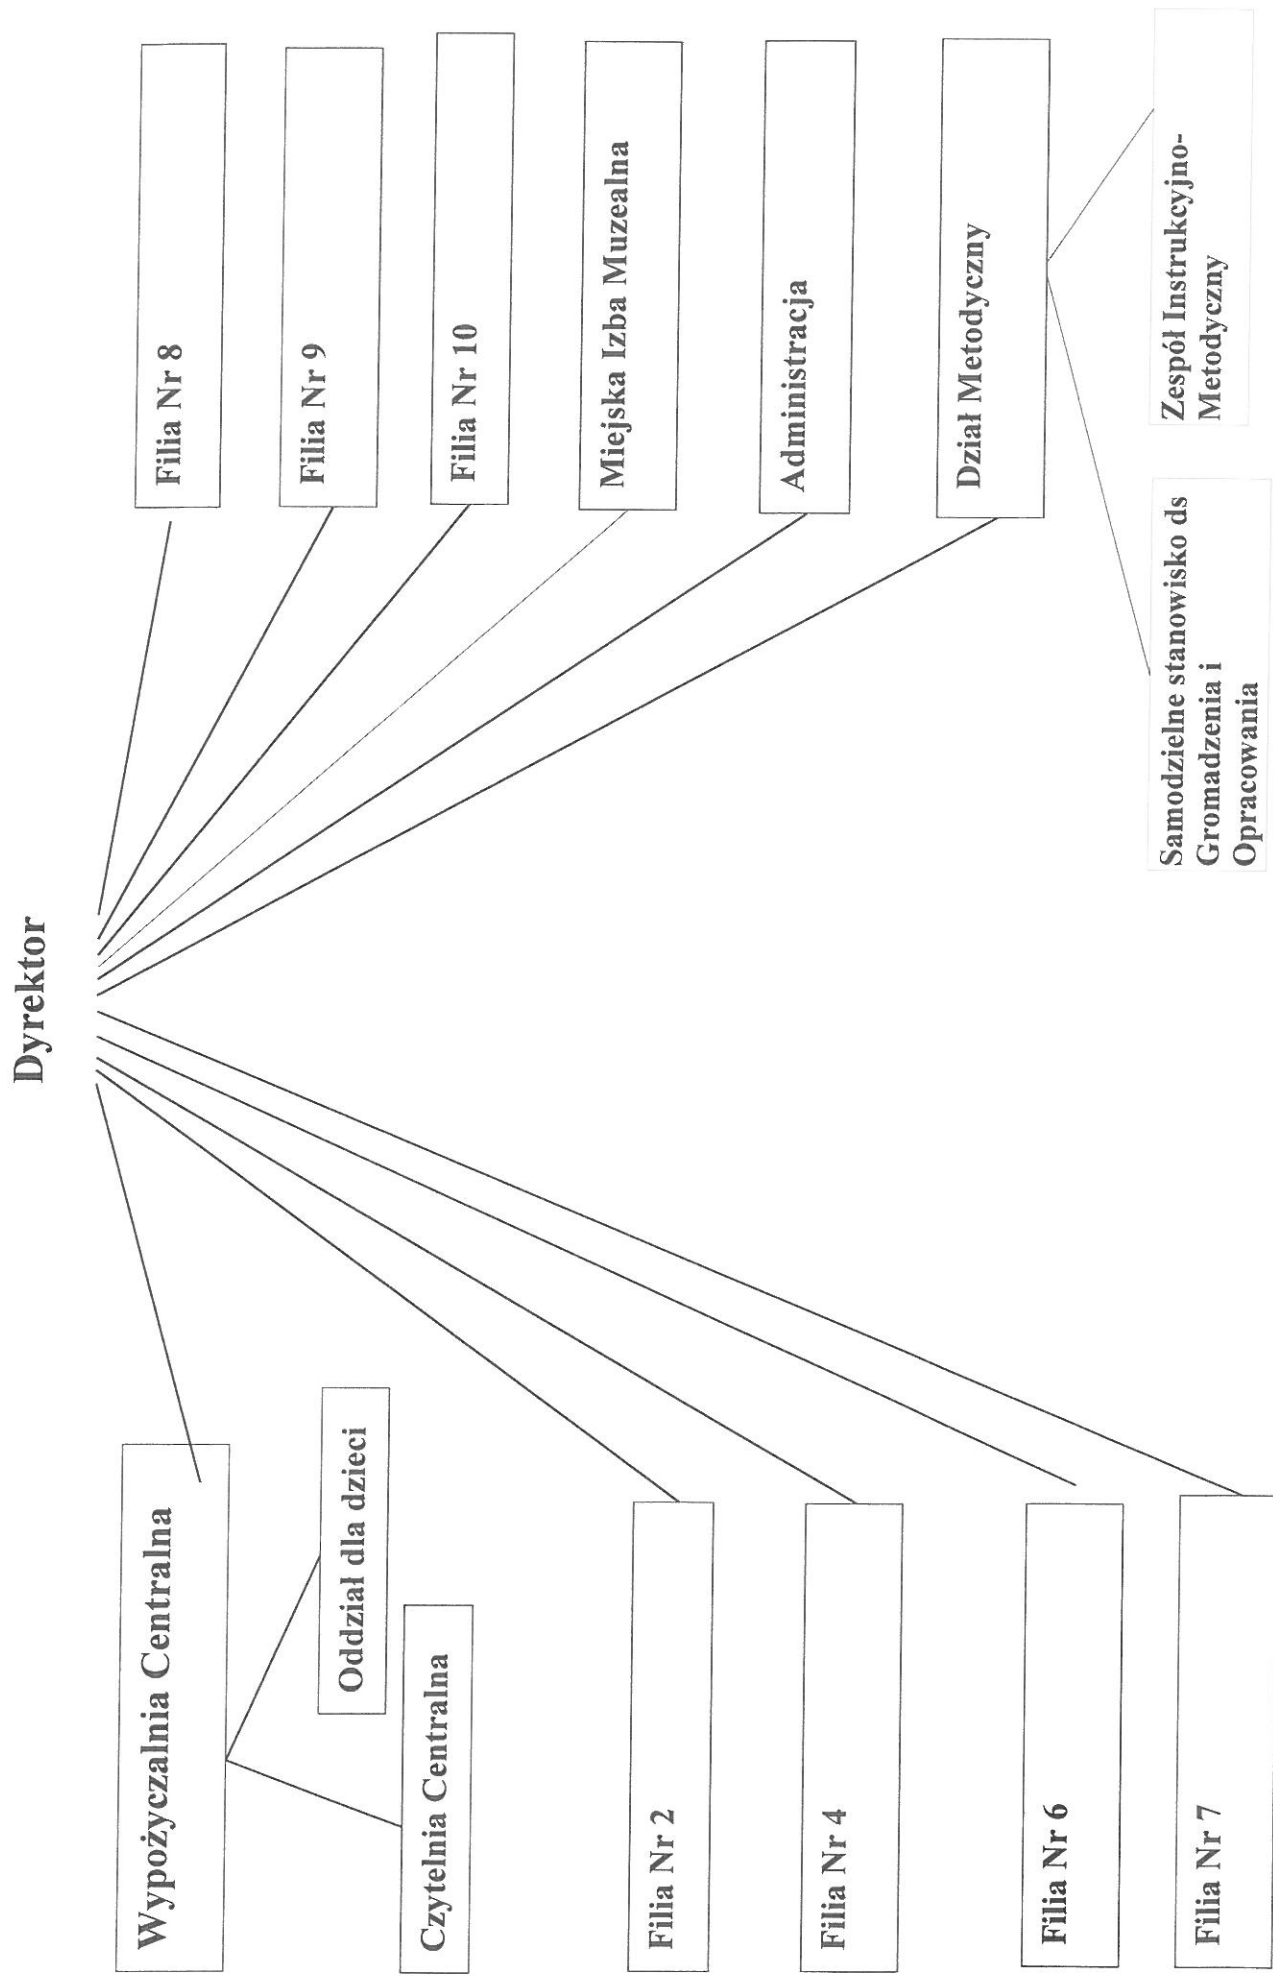 Dyrektor
Wypożyczalnia Centralna
Oddział dla dzieci
Czytelnia Centralna
Filia Nr 2
Filia Nr 4
Filia Nr 6
Filia Nr 7
Filia Nr 8
Filia Nr 9
Filia Nr 10
Miejska Izba Muzealna
Administracja
Dział Metodyczny
Samodzielne stanowisko ds
Gromadzenia i
Opracowania
Zespół Instrukcyjno-
Metodyczny